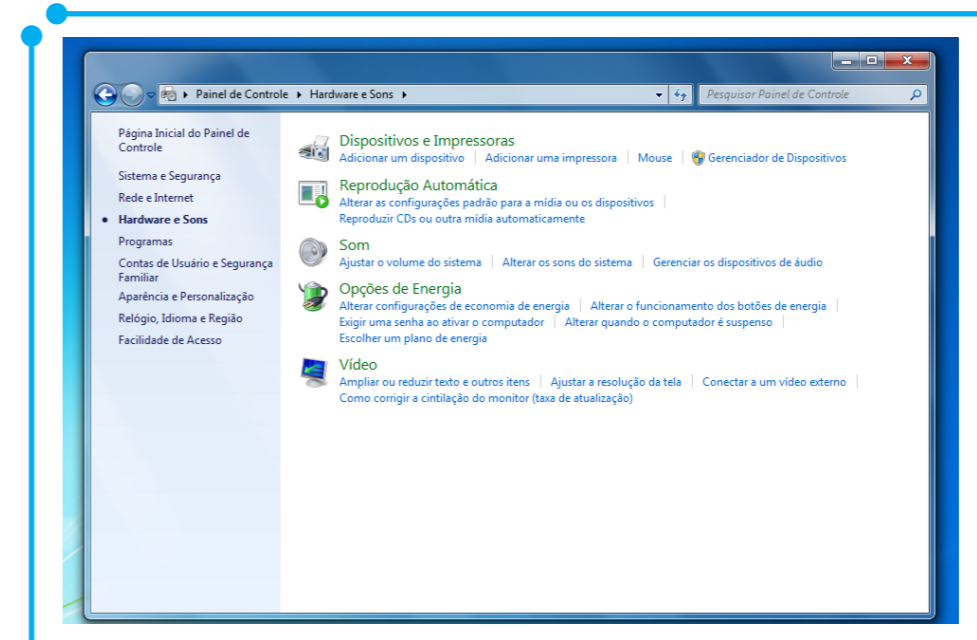 Painel de Controle Hardware e Sons
Pesquisar Painel de Controle
Página Inicial do Painel de
Controle
Sistema e Segurança
Rede e Internet
Hardware e Sons
Programas
Contas de Usuário e Segurança
Familiar
Aparência e Personalização
Relógio, Idioma e Região
Facilidade de Acesso
Dispositivos e Impressoras
Adicionar um dispositivo Adicionar uma impressora Mouse Gerenciador de Dispositivos
Reprodução Automática
Alterar as configurações padrão para a mídia ou os dispositivos
Reproduzir CDs ou outra mídia automaticamente
Som
Ajustar o volume do sistema Alterar os sons do sistema Gerenciar os dispositivos de áudio
Opções de Energia
Alterar configurações de economia de energia Alterar o funcionamento dos botões de energia
Exigir uma senha ao ativar o computador Alterar quando o computador é suspenso
Escolher um plano de energia
Vídeo
Ampliar ou reduzir texto e outros itens Ajustar a resolução da tela Conectar a um vídeo externo
Como corrigir a cintilação do monitor (taxa de atualização)